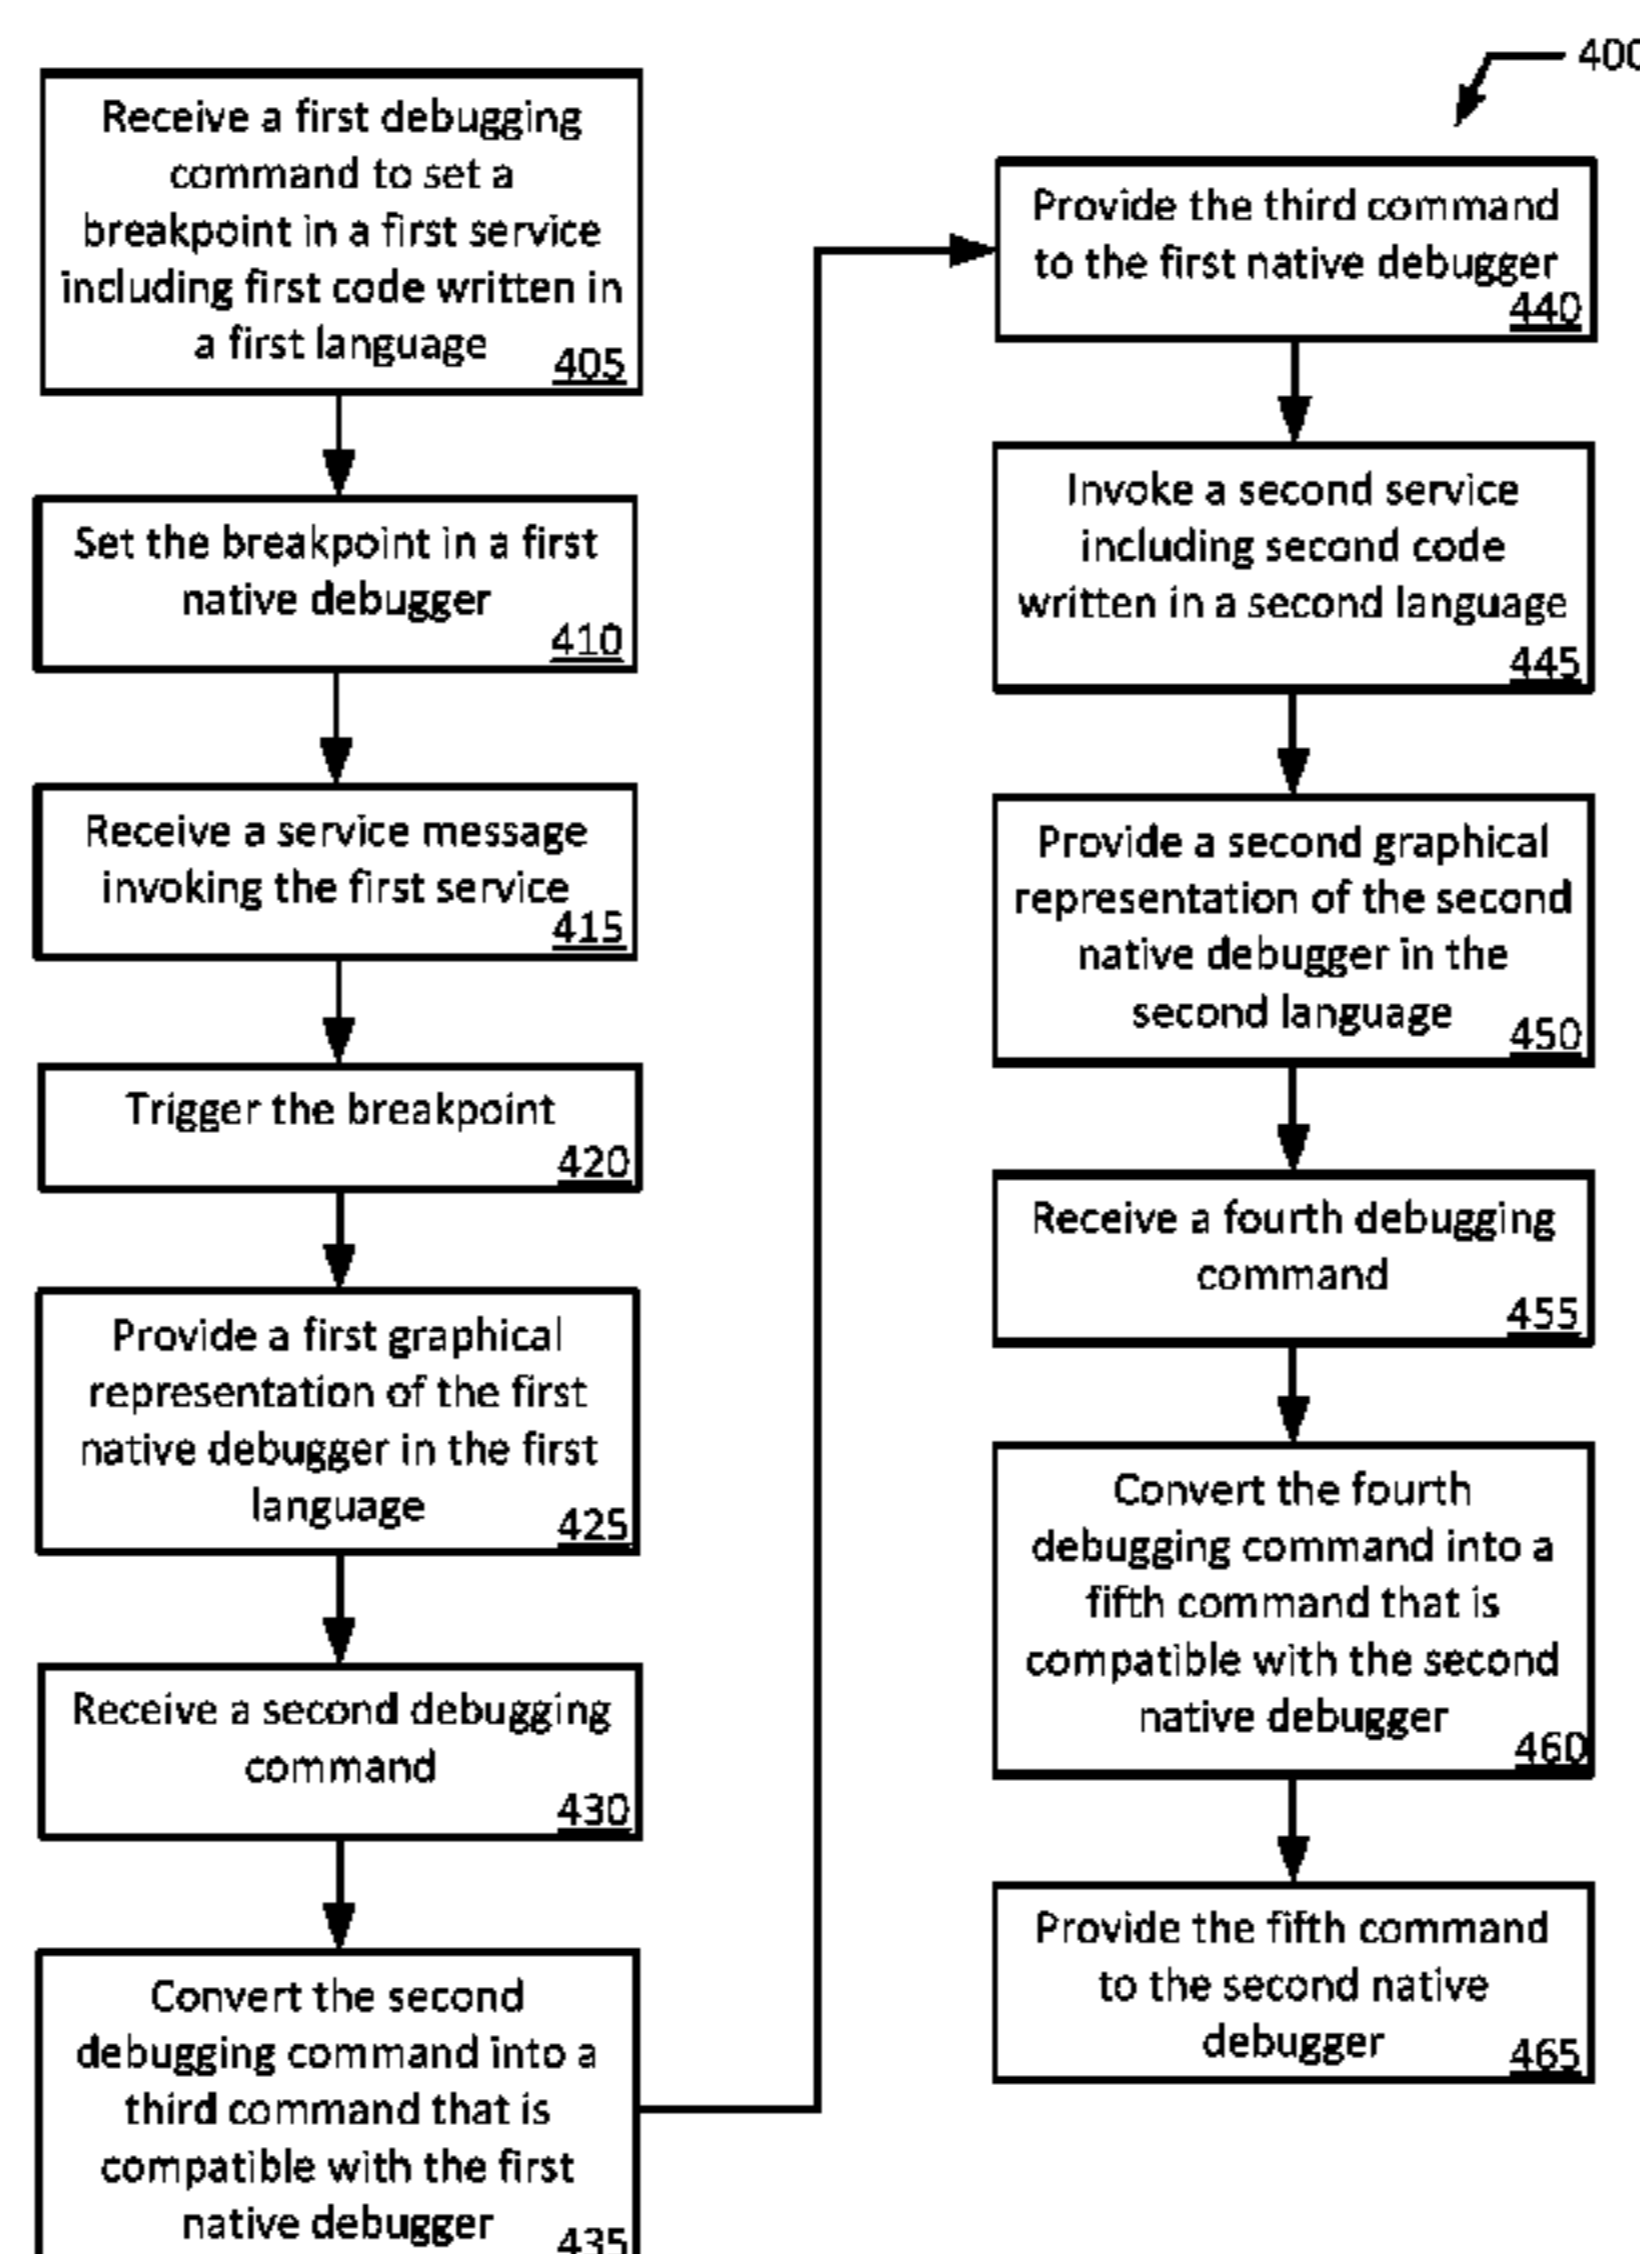 Receive a first debugging
command to set a
breakpoint in a first service
including first code written in
a first language
405
Set the breakpoint in a first
native debugger
410
Receive a service message
invoking the first service
415
Trigger the breakpoint
420
Provide a first graphical
representation of the first
native debugger in the first
language
425
Receive a second debugging
command
430
Convert the second
debugging command into a
third command that is
compatible with the first
native debugger
435
400
Provide the third command
to the first native debugger
440
Invoke a second service
including second code
written in a second language
445
Provide a second graphical
representation of the second
native debugger in the
second language
450
Receive a fourth debugging
command
455
Convert the fourth
debugging command into a
fifth command that is
compatible with the second
native debugger
460
Provide the fifth command
to the second native
debugger
465